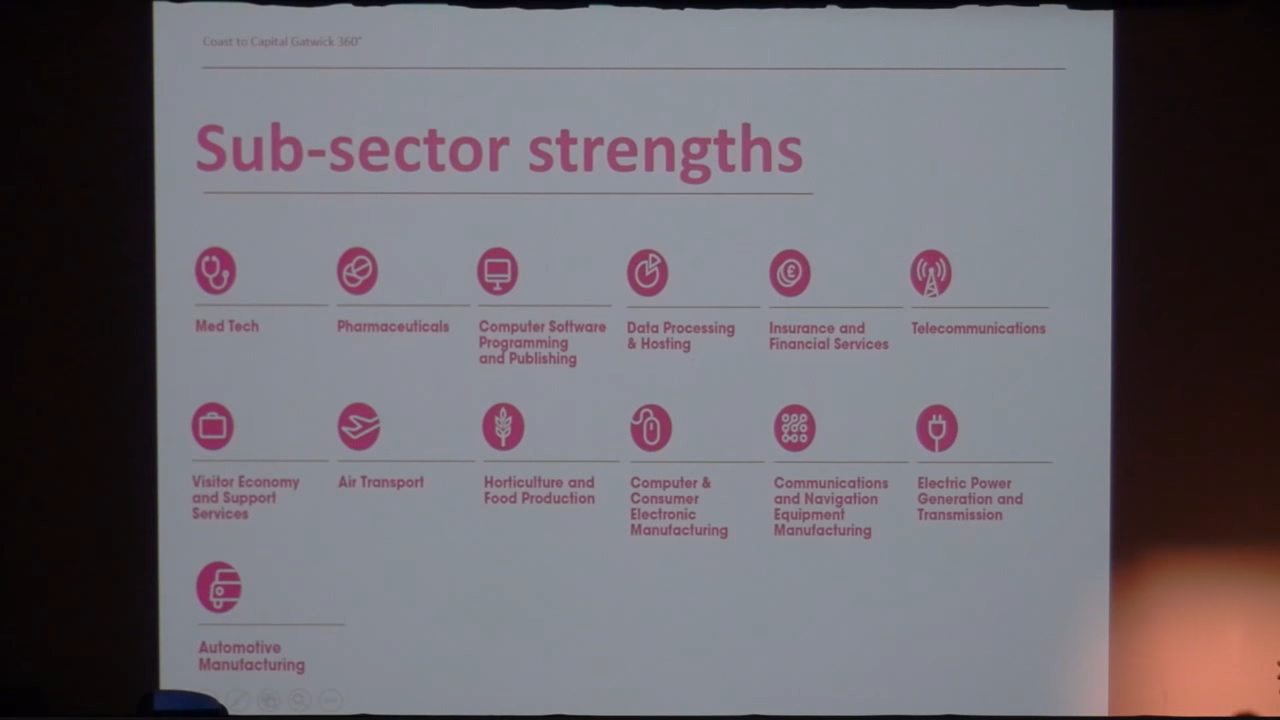 Coast to Capital Gatwick 360°
Sub-sector strengths
Med Tech
Pharmaceuticals
Computer Software
Programming
and Publishing
Data Processing
& Hosting
Insurance and
Financial Services
Telecommunications
Visitor Economy
and Support
Services
Air Transport
Horticulture and
Food Production
Computer &
Consumer
Electronic
Manufacturing
Communications
and Navigation
Equipment
Manufacturing
Electric Power
Generation and
Transmission
Automotive
Manufacturing